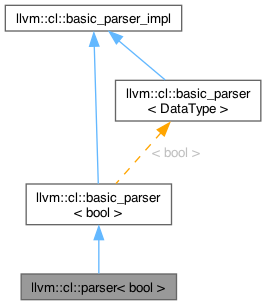 llvm::cl::basic_parser_impl
llvm::cl::basic_parser
< DataType >
< bool >
llvm::cl::basic_parser
< bool >
llvm::cl::parser< bool >